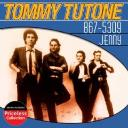 TOMMY TUTONE
867-5309
JENNY
Priceless
Collection